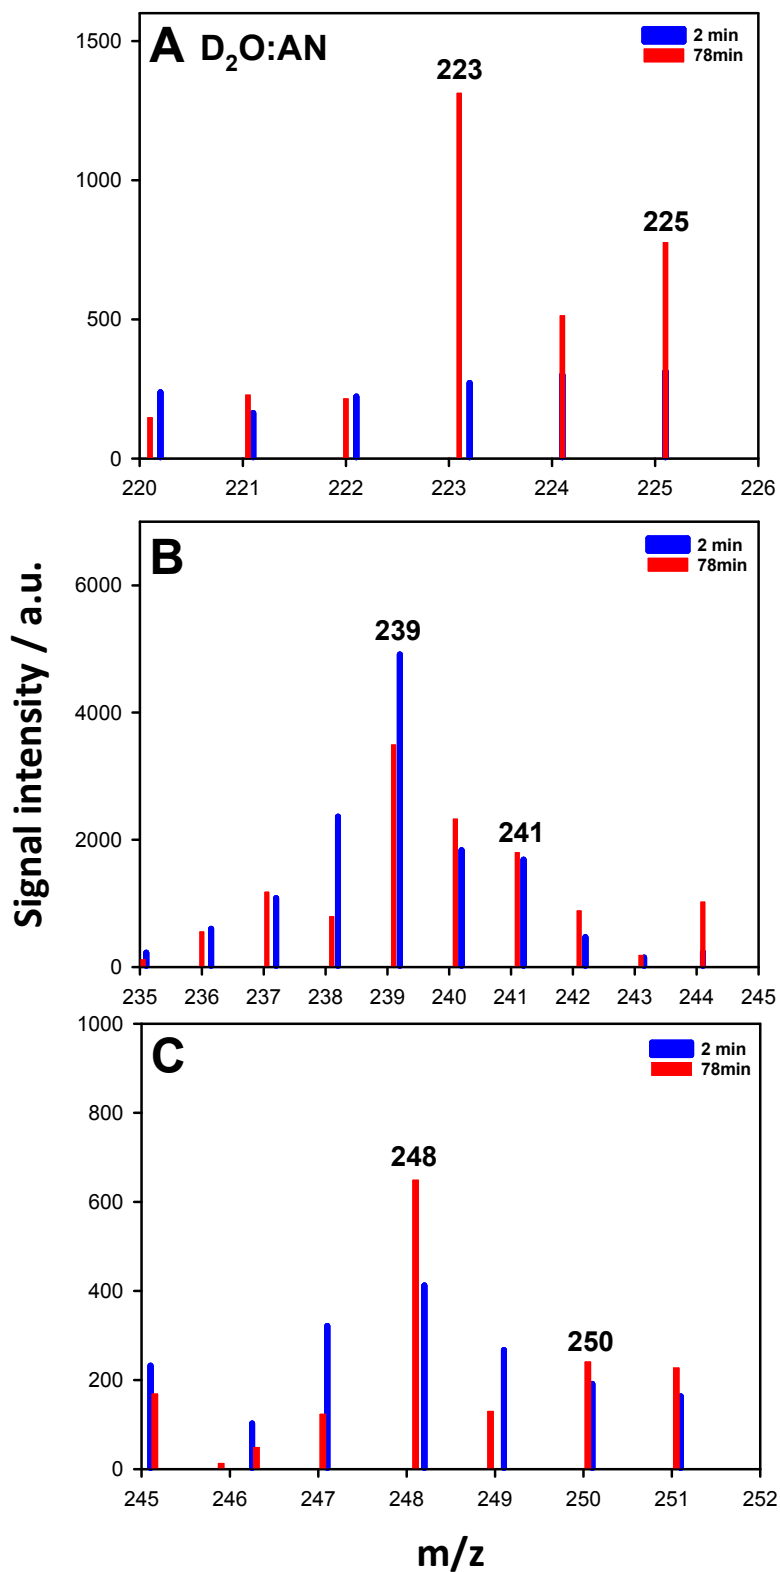 A D₂O:AN
2 min
78min
223
225
1500
1000
500
0
220 221 222 223 224 225 226
B
2 min
78min
239
241
6000
4000
2000
0
235 236 237 238 239 240 241 242 243 244 245
Signal intensity / a.u.
C
2 min
78min
248
250
1000
800
600
400
200
0
245 246 247 248 249 250 251 252
m/z